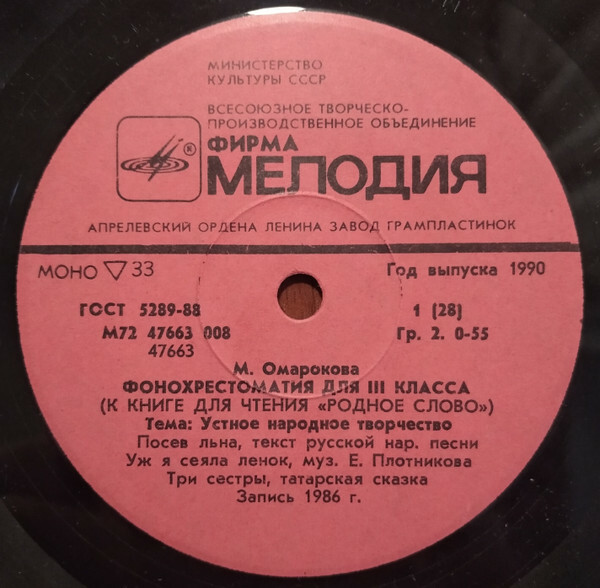 МИНИСТЕРСТВО
КУЛЬТУРЫ СССР
ВСЕСОЮЗНОЕ ТВОРЧЕСКО-
ПРОИЗВОДСТВЕННОЕ ОБЪЕДИНЕНИЕ
®
ФИРМА
МЕЛОДИЯ
АПРЕЛЕВСКИЙ ОРДЕНА ЛЕНИНА ЗАВОД ГРАМПЛАСТИНОК
МОНО ▽ 33
Год выпуска 1990
ГОСТ 5289-88
1 (28)
М72 47663 008
Гр. 2. 0-55
47663
М. Омарокова
ФОНОХРЕСТОМАТИЯ ДЛЯ III КЛАССА
(К КНИГЕ ДЛЯ ЧТЕНИЯ «РОДНОЕ СЛОВО»)
Тема: Устное народное творчество
Посев льна, текст русской нар. песни
Уж я сеяла ленок, муз. Е. Плотникова
Три сестры, татарская сказка
Запись 1986 г.